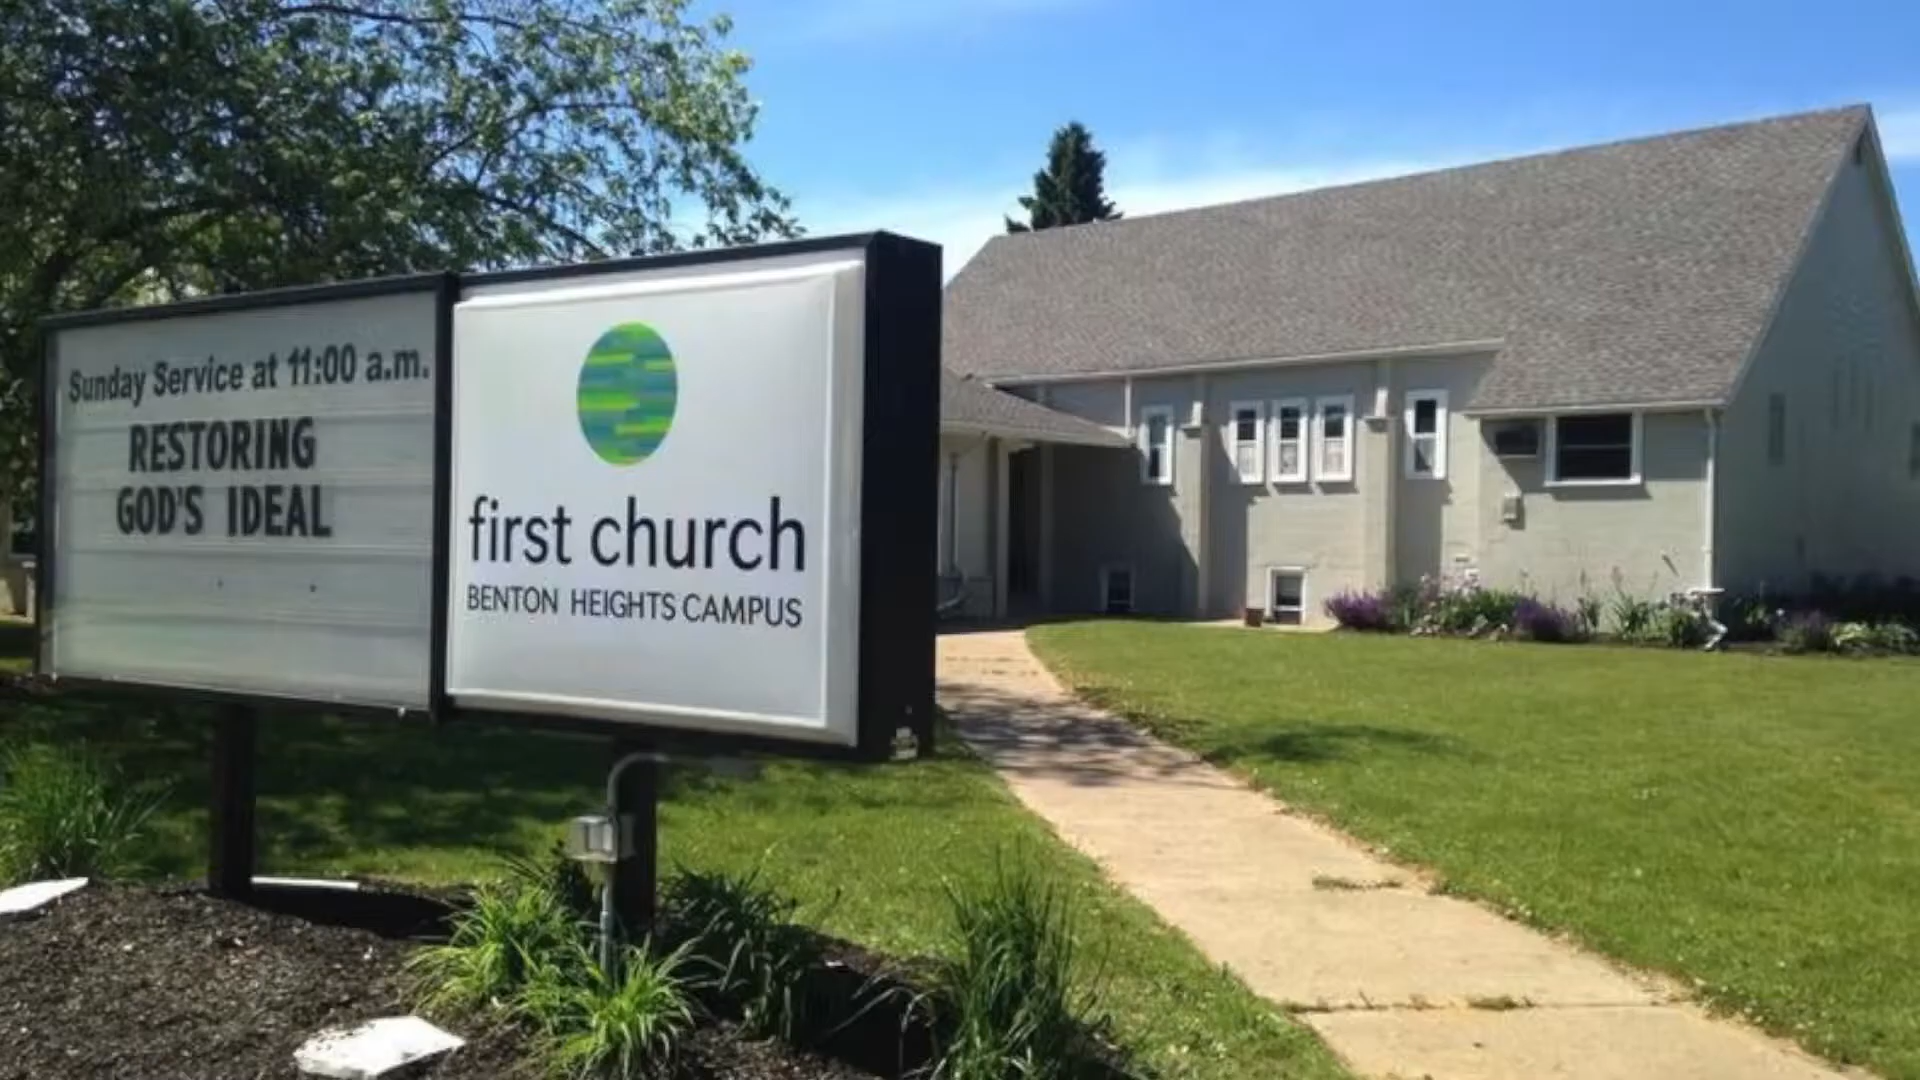 Sunday Service at 11:00 a.m.
RESTORING
GOD'S IDEAL
first church
BENTON HEIGHTS CAMPUS